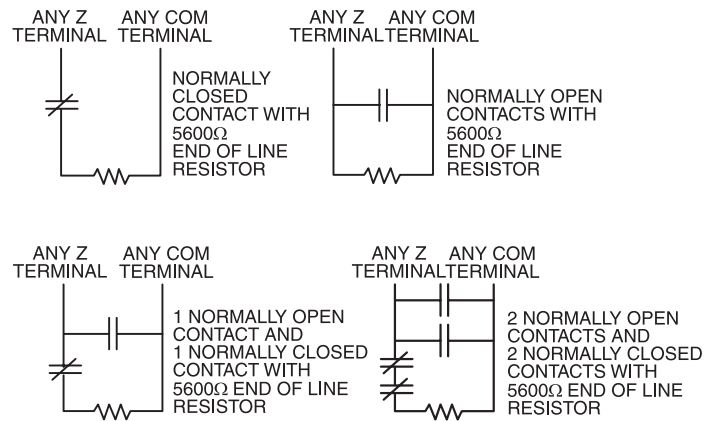 ANY Z ANY COM
TERMINAL TERMINAL
NORMALLY
CLOSED
CONTACT WITH
5600Ω
END OF LINE
RESISTOR
ANY Z ANY COM
TERMINAL TERMINAL
NORMALLY OPEN
CONTACTS WITH
5600Ω
END OF LINE
RESISTOR
ANY Z ANY COM
TERMINAL TERMINAL
1 NORMALLY OPEN
CONTACT AND
1 NORMALLY CLOSED
CONTACT WITH
5600Ω END OF LINE
RESISTOR
ANY Z ANY COM
TERMINAL TERMINAL
2 NORMALLY OPEN
CONTACTS AND
2 NORMALLY CLOSED
CONTACTS WITH
5600Ω END OF LINE
RESISTOR